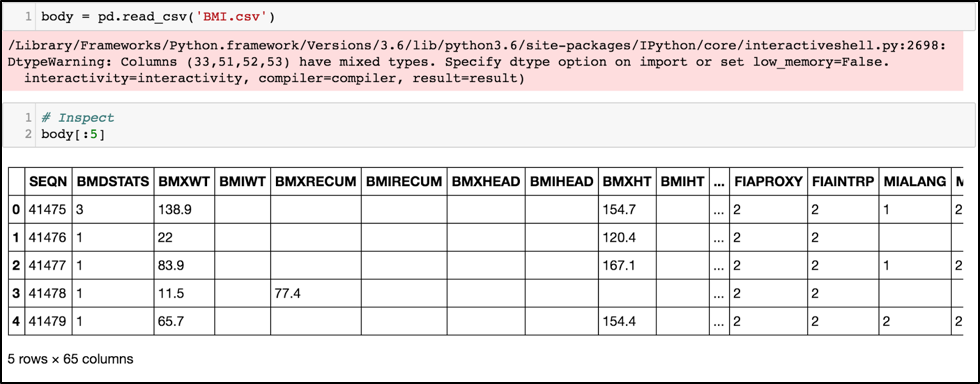 1 body = pd.read_csv('BMI.csv')
/Library/Frameworks/Python.framework/Versions/3.6/lib/python3.6/site-packages/IPython/core/interactiveshell.py:2698:
DtypeWarning: Columns (33,51,52,53) have mixed types. Specify dtype option on import or set low_memory=False.
interactivity=interactivity, compiler=compiler, result=result)
1 # Inspect
2 body[:5]
SEQN BMDSTATS BMXWT BMIWT BMXRECUM BMIRECUM BMXHEAD BMIHEAD BMXHT BMIHT ... FIAPROXY FIAINTRP MIALANG
0 41475 3 138.9 154.7 ... 2 2 1 2
1 41476 1 22 120.4 ... 2 2
2 41477 1 83.9 167.1 ... 2 2 1 2
3 41478 1 11.5 77.4 ... 2 2
4 41479 1 65.7 154.4 ... 2 2 2 2
5 rows × 65 columns